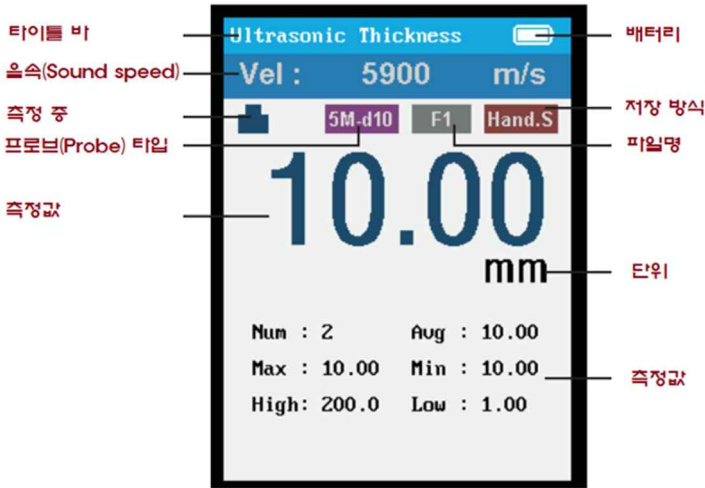 타이틀 바
Ultrasonic Thickness
배터리
음속(Sound speed)
Vel : 5900 m/s
측정 중
5M-d10 F1 Hand.S
저장 방식
프로브(Probe) 타입
파일명
측정값
10.00
mm
단위
Num : 2 Avg : 10.00
Max : 10.00 Min : 10.00
측정값
High: 200.0 Low : 1.00